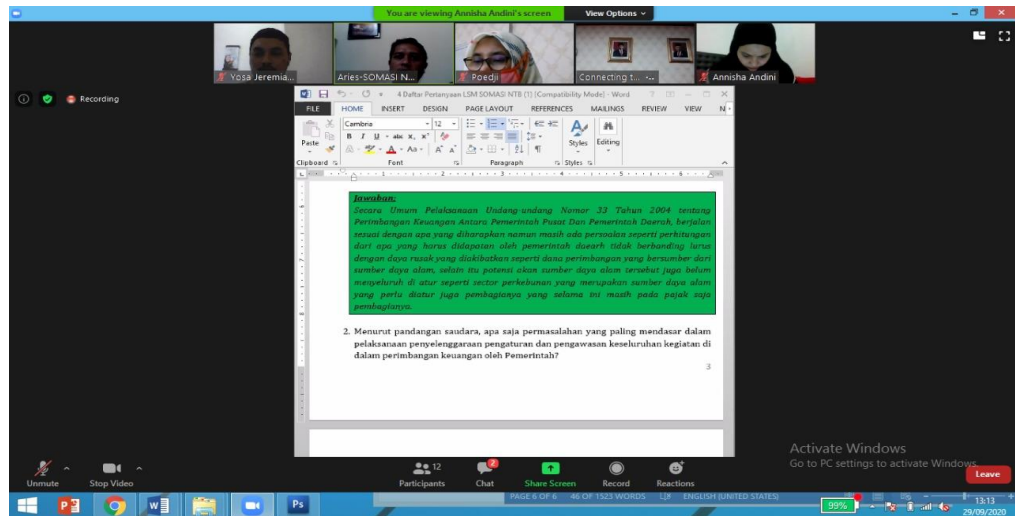 You are viewing Annisha Andini's screen
View Options
Yosa Jeremia...
Aries-SOMASI N...
Poedji
Connecting t...
Annisha Andini
Recording
4 Daftar Pertanyaan LSM SOMASI NTB (1) [Compatibility Mode] - Word
FILE HOME INSERT DESIGN PAGE LAYOUT REFERENCES MAILINGS REVIEW VIEW
Cambria 12
Paste
Styles Editing
Clipboard Font Paragraph Styles
Jawaban:
Secara Umum Pelaksanaan Undang-undang Nomor 33 Tahun 2004 tentang
Perimbangan Keuangan Antara Pemerintah Pusat Dan Pemerintah Daerah, berjalan
sesuai dengan apa yang diharapkan namun masih ada persoalan seperti perhitungan
dari apa yang harus didapatan oleh pemerintah daearh tidak berbanding lurus
dengan daya rusak yang diakibatkan seperti dana perimbangan yang bersumber dari
sumber daya alam, selain itu potensi akan sumber daya alam tersebut juga belum
menyeluruh di atur seperti sector perkebunan yang merupakan sumber daya alam
yang perlu diatur juga pembagianya yang selama ini masih pada pajak saja
pembagianya.
2. Menurut pandangan saudara, apa saja permasalahan yang paling mendasar dalam
pelaksanaan penyelenggaraan pengaturan dan pengawasan keseluruhan kegiatan di
dalam perimbangan keuangan oleh Pemerintah?
3
Activate Windows
Go to PC settings to activate Windows.
Unmute
Stop Video
Participants 12
Chat 2
Share Screen
Record
Reactions
Leave
PAGE 6 OF 6 46 OF 1523 WORDS ENGLISH (UNITED STATES)
99%
13:13
29/09/2020